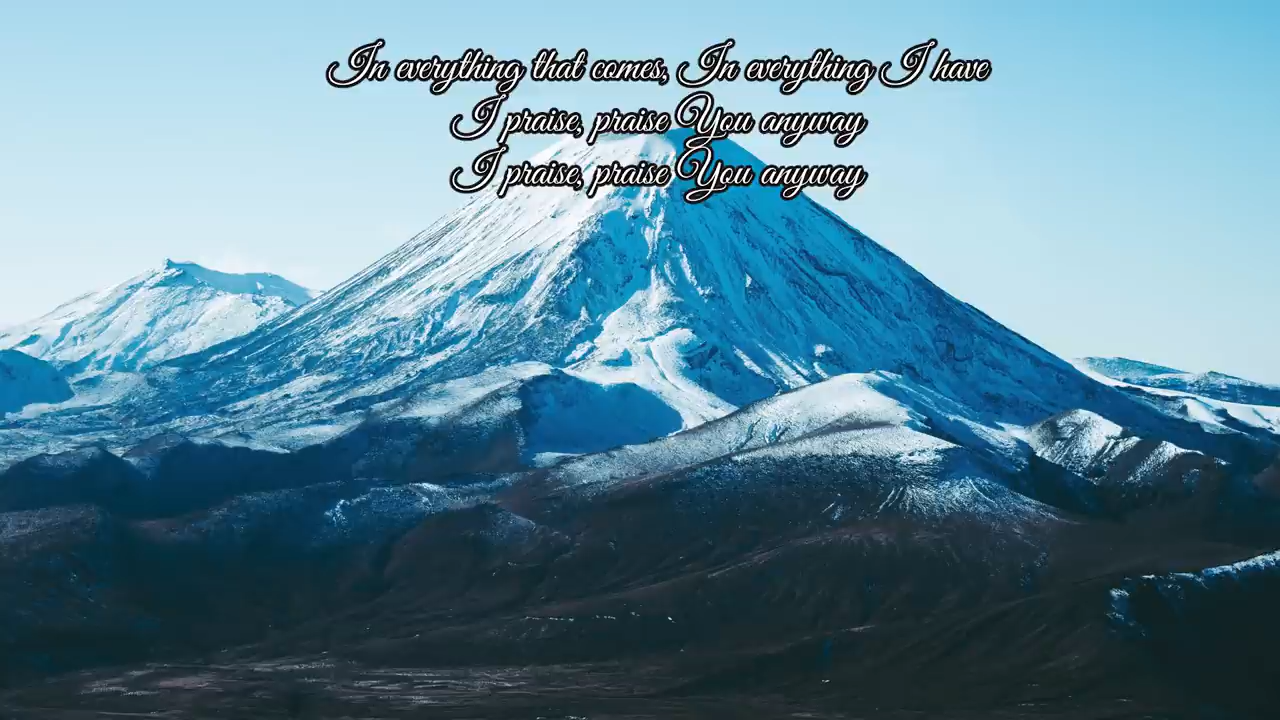 In everything that comes, In everything I have
I praise, praise You anyway
I praise, praise You anyway